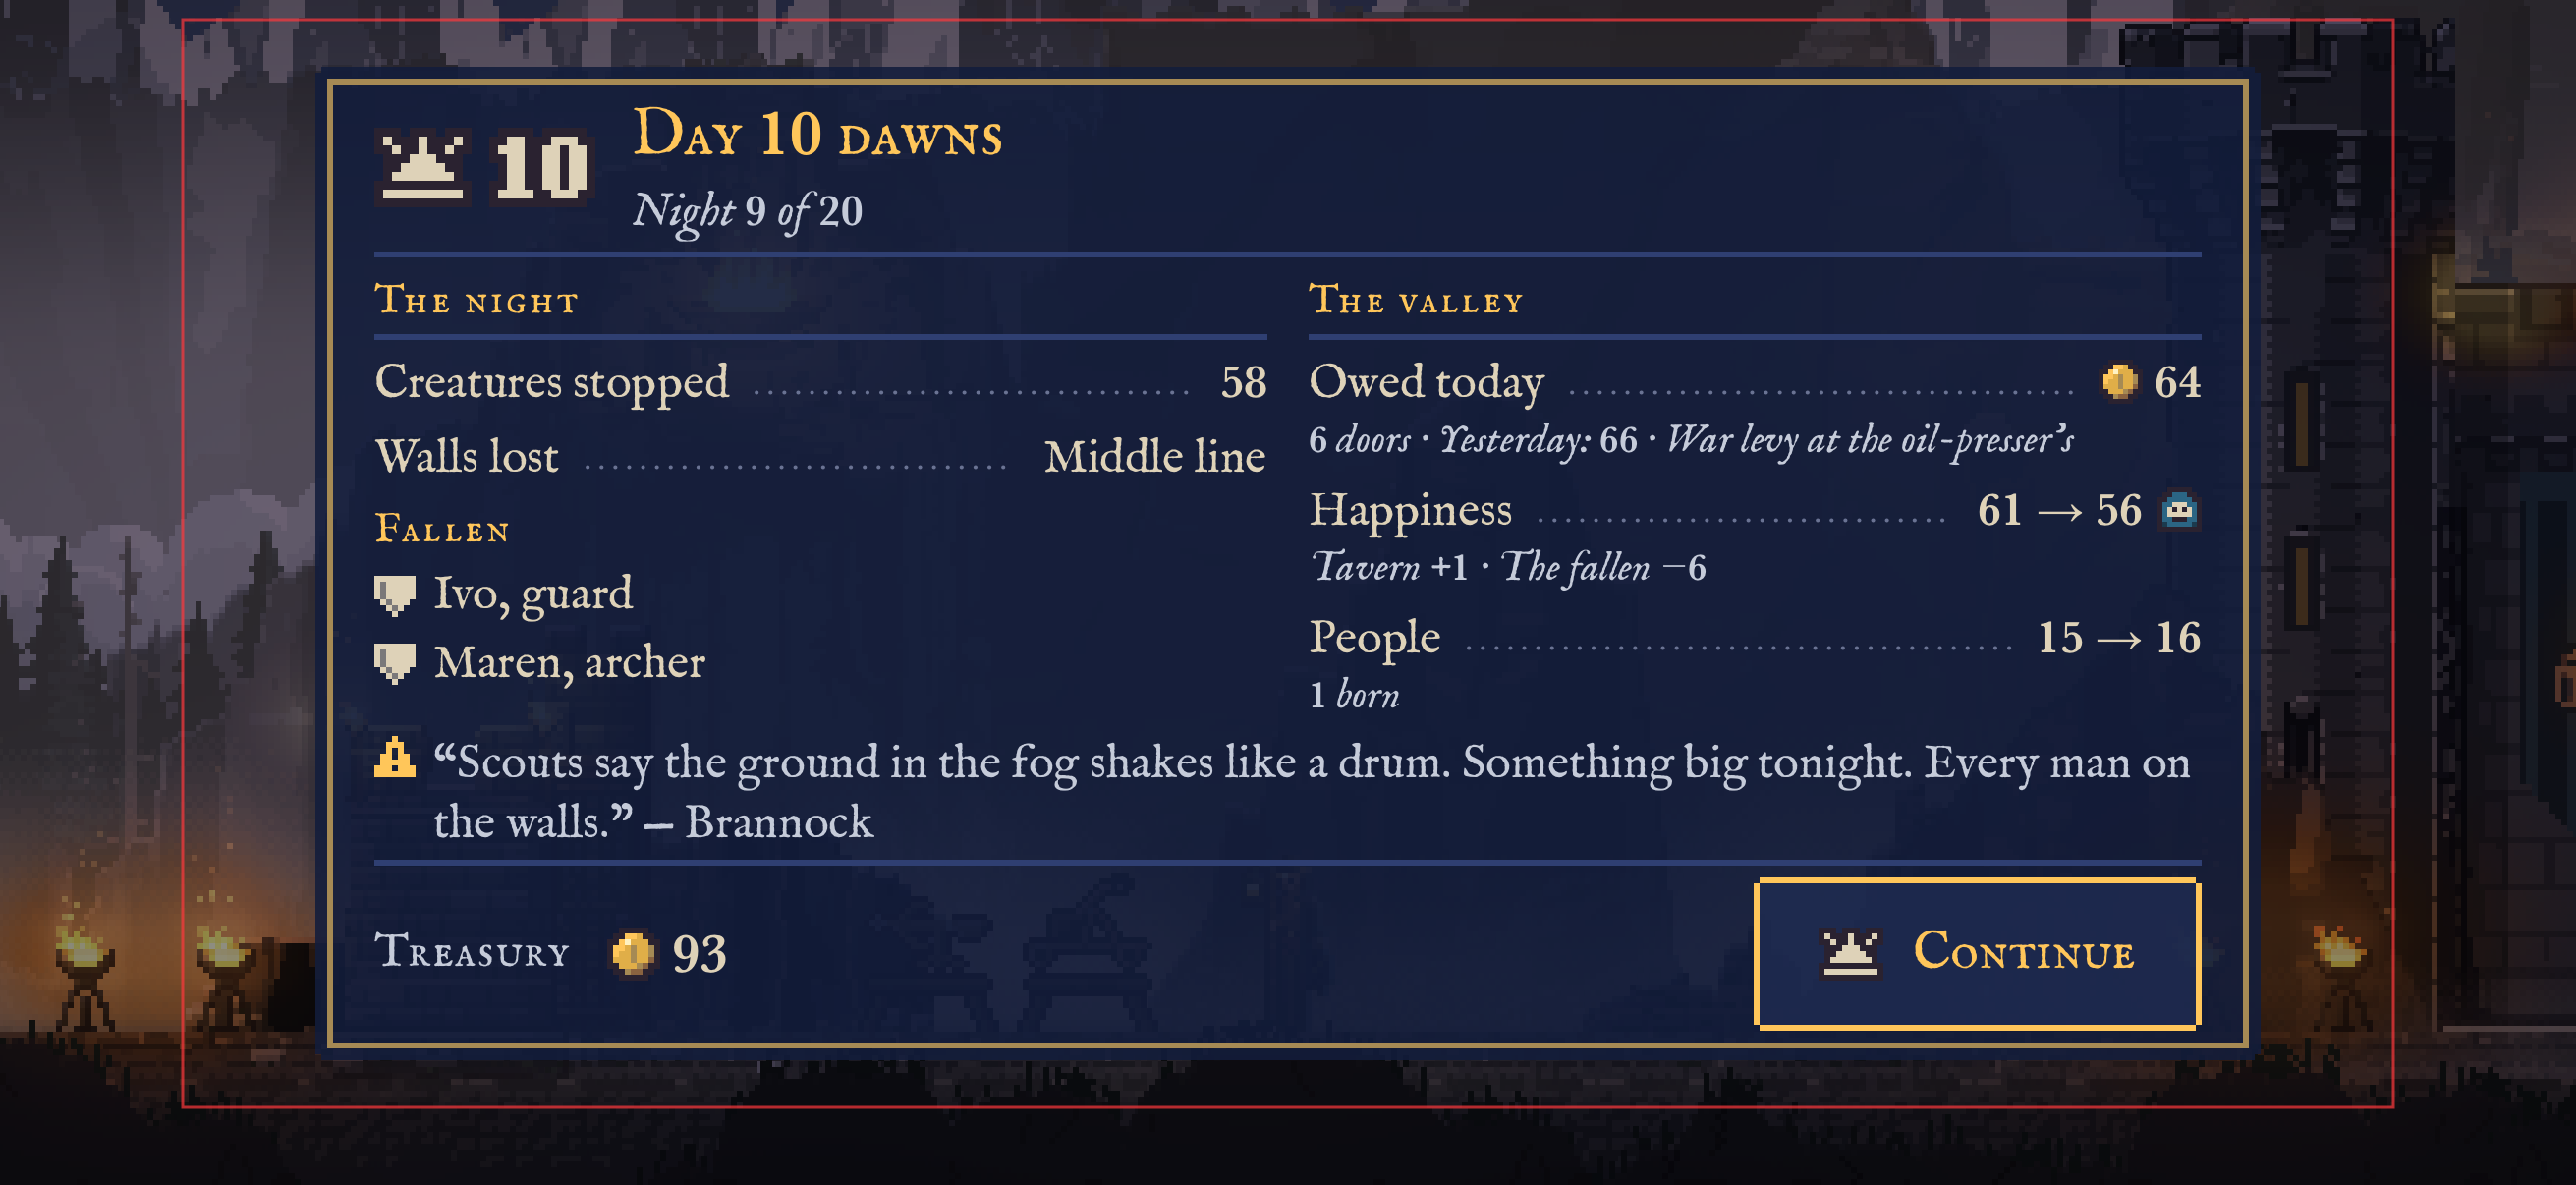 10
Day 10 dawns
Night 9 of 20
The night
Creatures stopped 58
Walls lost Middle line
Fallen
Ivo, guard
Maren, archer
The valley
Owed today 64
6 doors · Yesterday: 66 · War levy at the oil-presser’s
Happiness 61 → 56
Tavern +1 · The fallen −6
People 15 → 16
1 born
“Scouts say the ground in the fog shakes like a drum. Something big tonight. Every man on
the walls.” — Brannock
Treasury 93
Continue